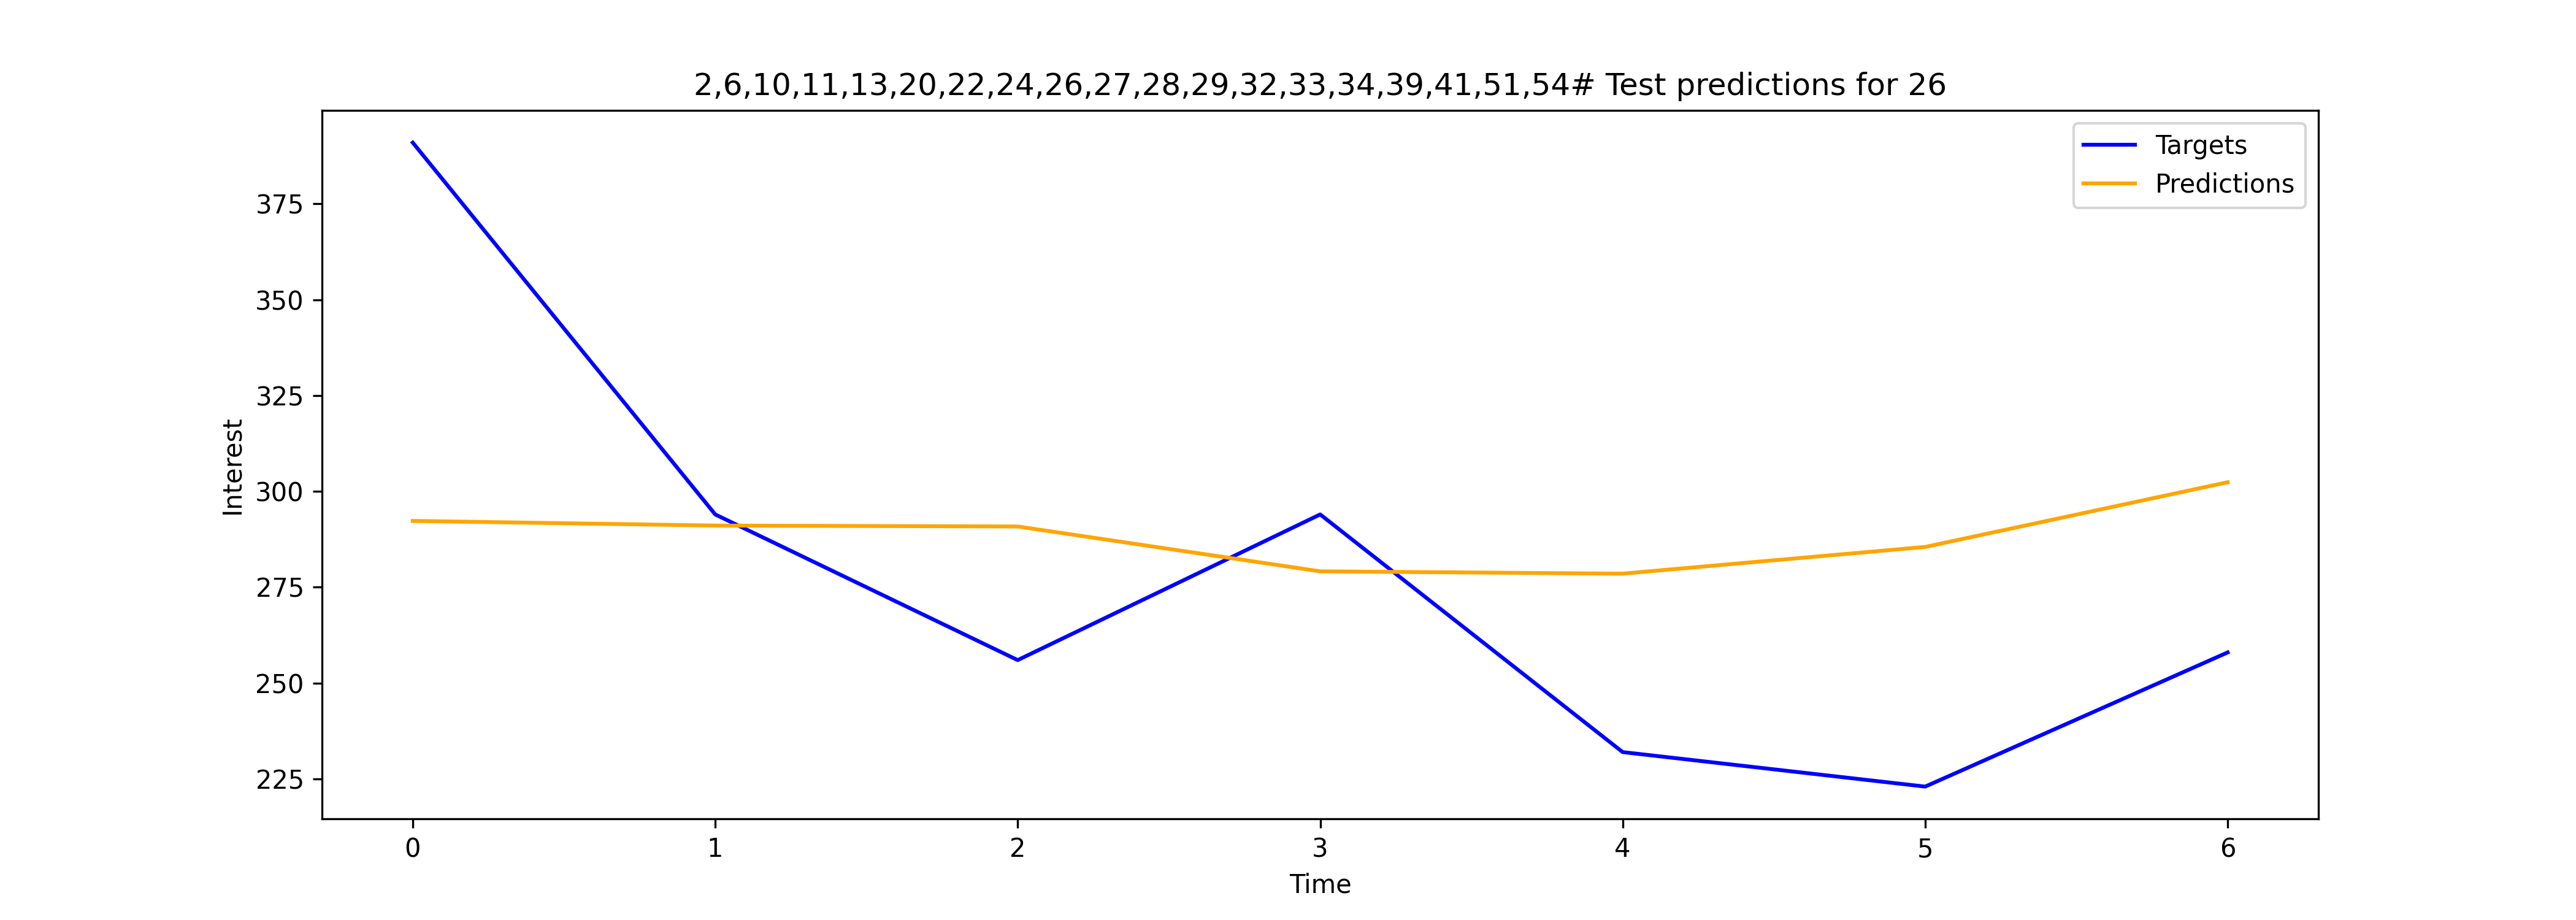 2,6,10,11,13,20,22,24,26,27,28,29,32,33,34,39,41,51,54# Test predictions for 26
Targets
Predictions
375
350
325
300
275
250
225
Interest
0 1 2 3 4 5 6
Time